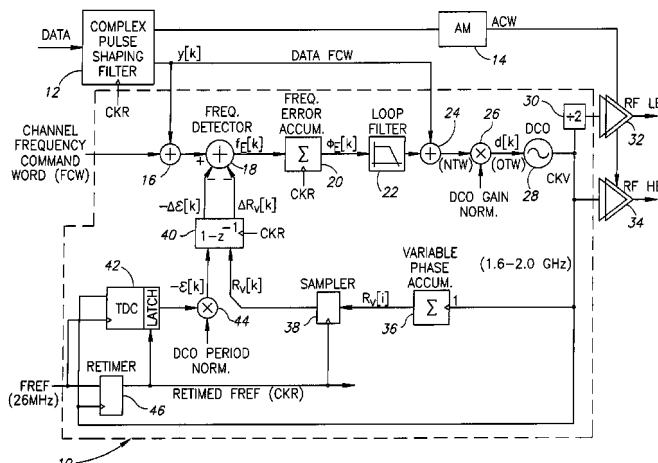 DATA
COMPLEX
PULSE
SHAPING
FILTER
12
CKR
y[k]
DATA FCW
AM
14
ACW
CHANNEL
FREQUENCY
COMMAND
WORD (FCW)
16
+
FREQ.
DETECTOR
+
18
fE[k]
FREQ.
ERROR
ACCUM.
Σ
CKR
20
ΦE[k]
LOOP
FILTER
22
24
+
(NTW)
26
×
DCO GAIN
NORM.
d[k]
(OTW)
DCO
28
CKV
30
÷2
RF LB
32
RF HB
34
-Δε[k]
ΔRv[k]
40
1-z-1
CKR
42
TDC
LATCH
-ε[k]
Rv[k]
×
44
DCO PERIOD
NORM.
SAMPLER
38
Rv[i]
VARIABLE
PHASE
ACCUM.
Σ
1
36
(1.6-2.0 GHz)
FREF
(26MHz)
RETIMER
46
RETIMED FREF (CKR)